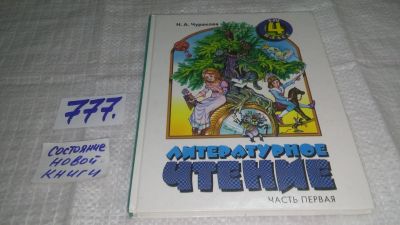 777.
СОСТОЯНИЕ
НОВОЙ
КНИГИ
Н. А. Чуракова
4
ЛИТЕРАТУРНОЕ
ЧТЕНИЕ
ЧАСТЬ ПЕРВАЯ